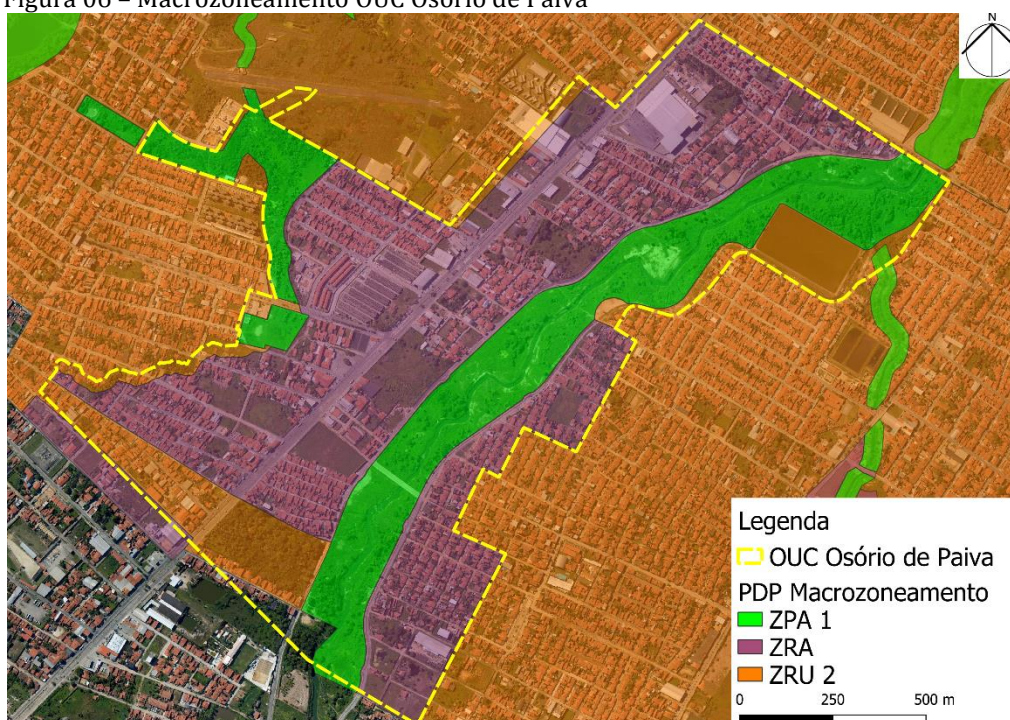 Figura 06 – Macrozoneamento OUC Osório de Paiva
N
Legenda
OUC Osório de Paiva
PDP Macrozoneamento
ZPA 1
ZRA
ZRU 2
0 250 500 m